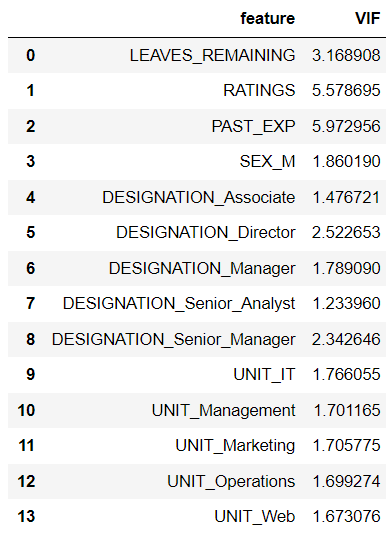 feature VIF
0 LEAVES_REMAINING 3.168908
1 RATINGS 5.578695
2 PAST_EXP 5.972956
3 SEX_M 1.860190
4 DESIGNATION_Associate 1.476721
5 DESIGNATION_Director 2.522653
6 DESIGNATION_Manager 1.789090
7 DESIGNATION_Senior_Analyst 1.233960
8 DESIGNATION_Senior_Manager 2.342646
9 UNIT_IT 1.766055
10 UNIT_Management 1.701165
11 UNIT_Marketing 1.705775
12 UNIT_Operations 1.699274
13 UNIT_Web 1.673076